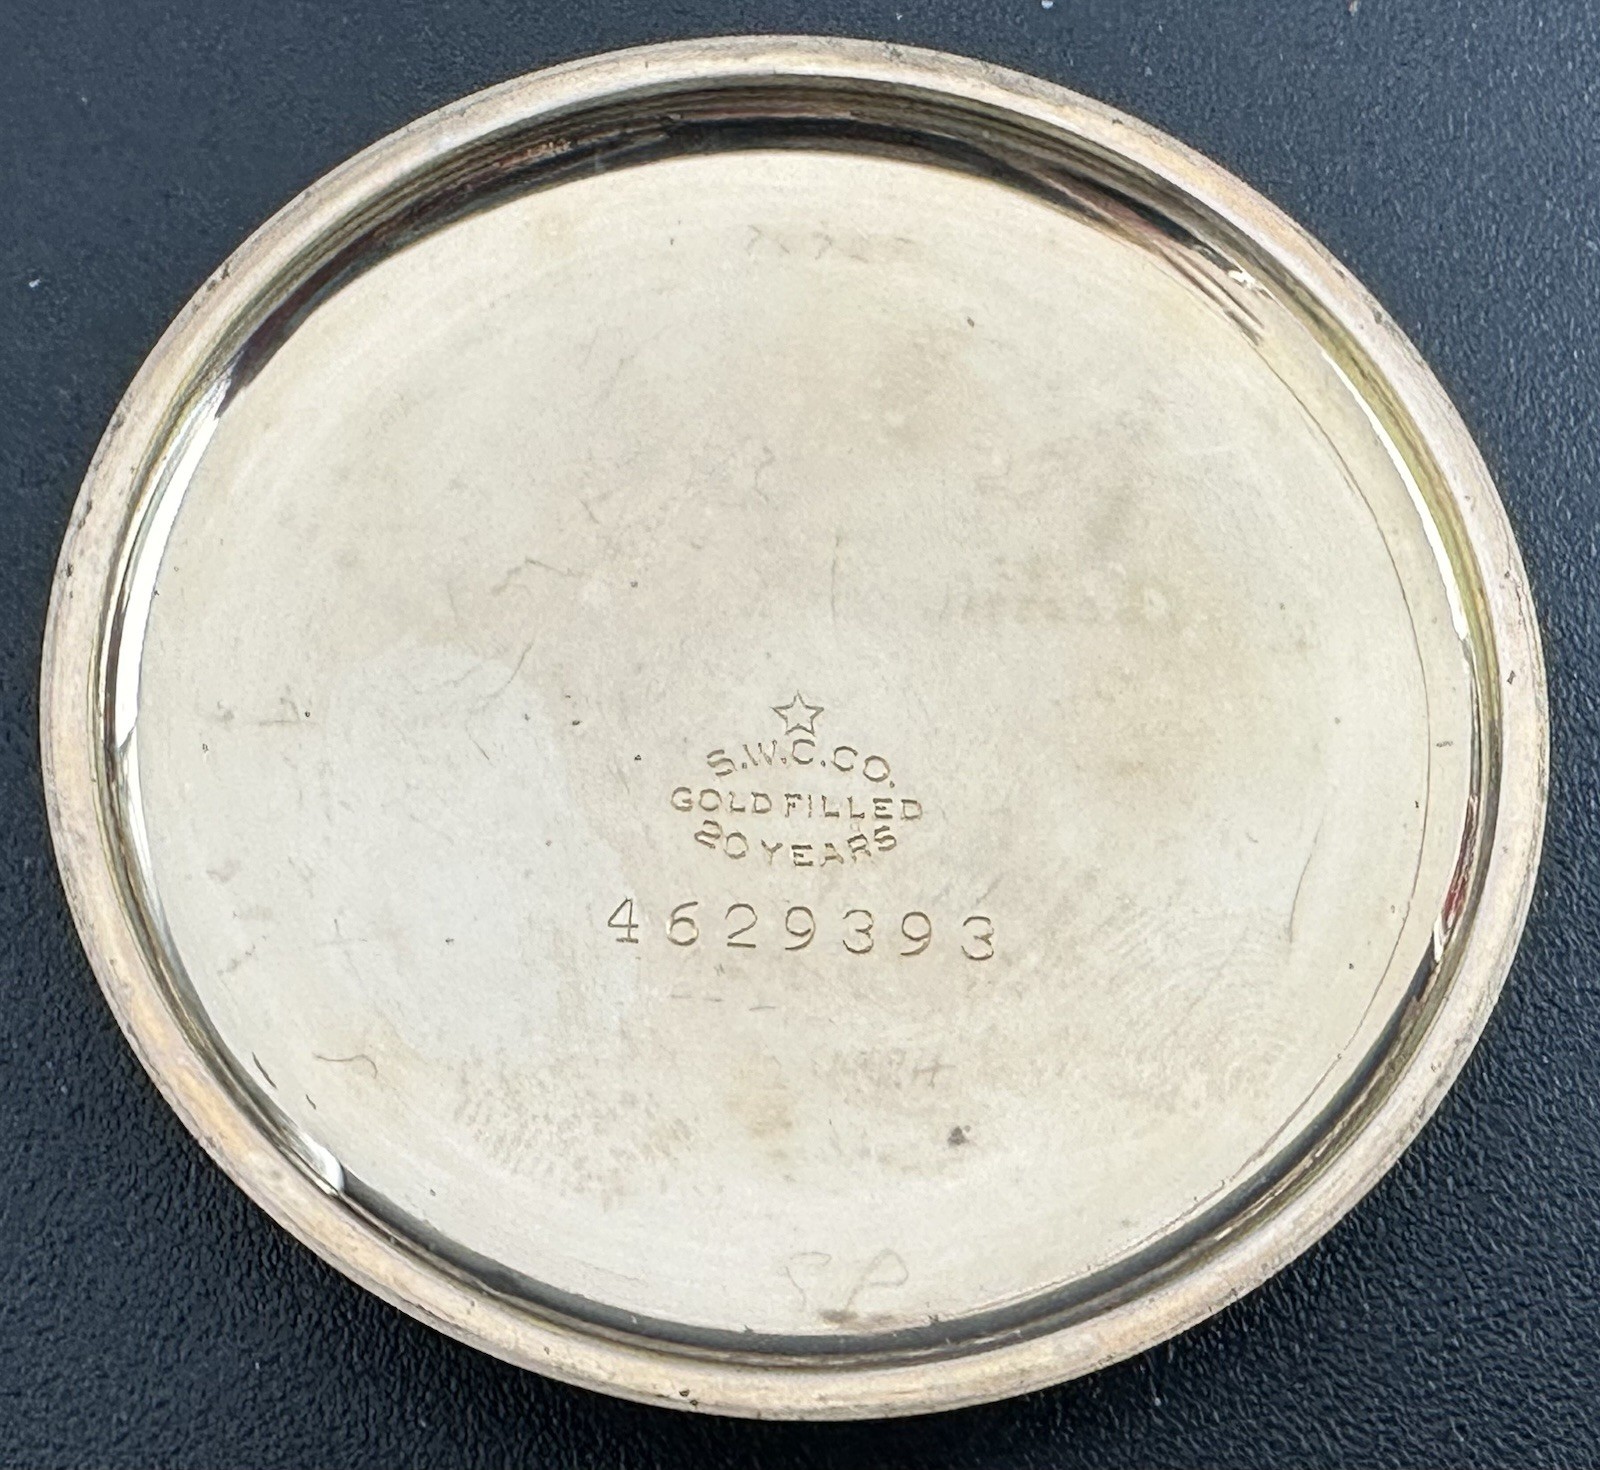 S.W.C.CO.
GOLD FILLED
20 YEARS
4629393